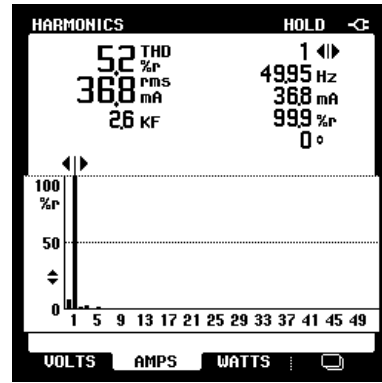 HARMONICS HOLD
5,2 THD %r
36,8 rms mA
2,6 KF
1
49,95 Hz
36,8 mA
99,9 %r
0 °
100
%r
50
0
1 5 9 13 17 21 25 29 33 37 41 45 49
VOLTS AMPS WATTS